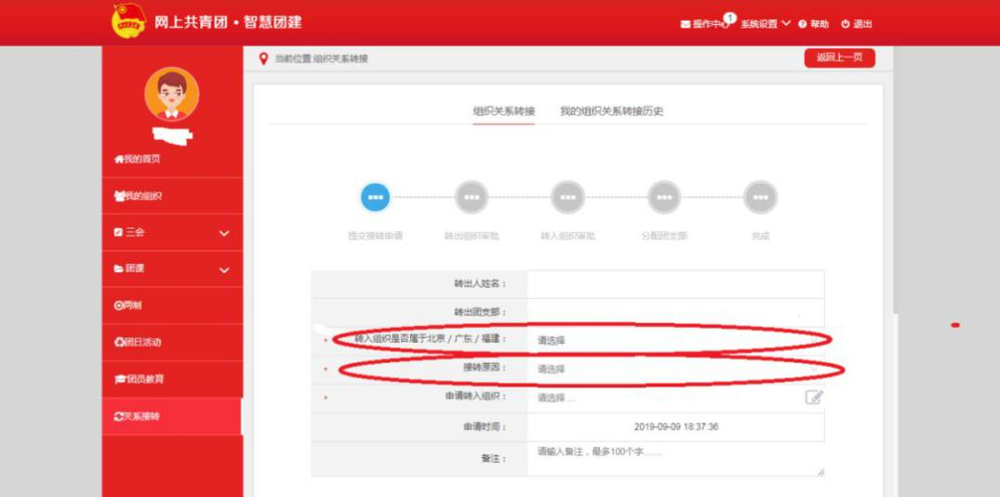 网上共青团·智慧团建
操作中心 1 系统设置 帮助 退出
当前位置:组织关系转接
返回上一页
组织关系转接 我的组织关系转接历史
我的首页
我的组织
三会
团课
两制
团日活动
团员教育
关系接转
提交接转申请 转出组织审批 转入组织审批 分配团支部 完成
转出人姓名：
转出团支部：
* 转入组织是否属于北京/广东/福建： 请选择
* 接转原因： 请选择
* 申请转入组织： 请选择 ...
申请时间： 2019-09-09 18:37:36
备注： 请输入备注，最多100个字......